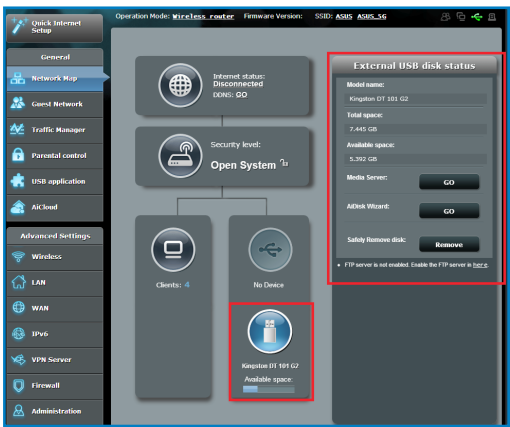 Quick Internet
Setup
Operation Mode: Wireless router Firmware Version: SSID: ASUS ASUS_5G
General
Network Map
Guest Network
Traffic Manager
Parental control
USB application
AiCloud
Advanced Settings
Wireless
LAN
WAN
IPv6
VPN Server
Firewall
Administration
Internet status:
Disconnected
DDNS: GO
Security level:
Open System
Clients: 4
No Device
Kingston DT 101 G2
Available space:
External USB disk status
Model name:
Kingston DT 101 G2
Total space:
7.445 GB
Available space:
5.392 GB
Media Server: GO
AiDisk Wizard: GO
Safely Remove disk: Remove
• FTP server is not enabled. Enable the FTP server in here.